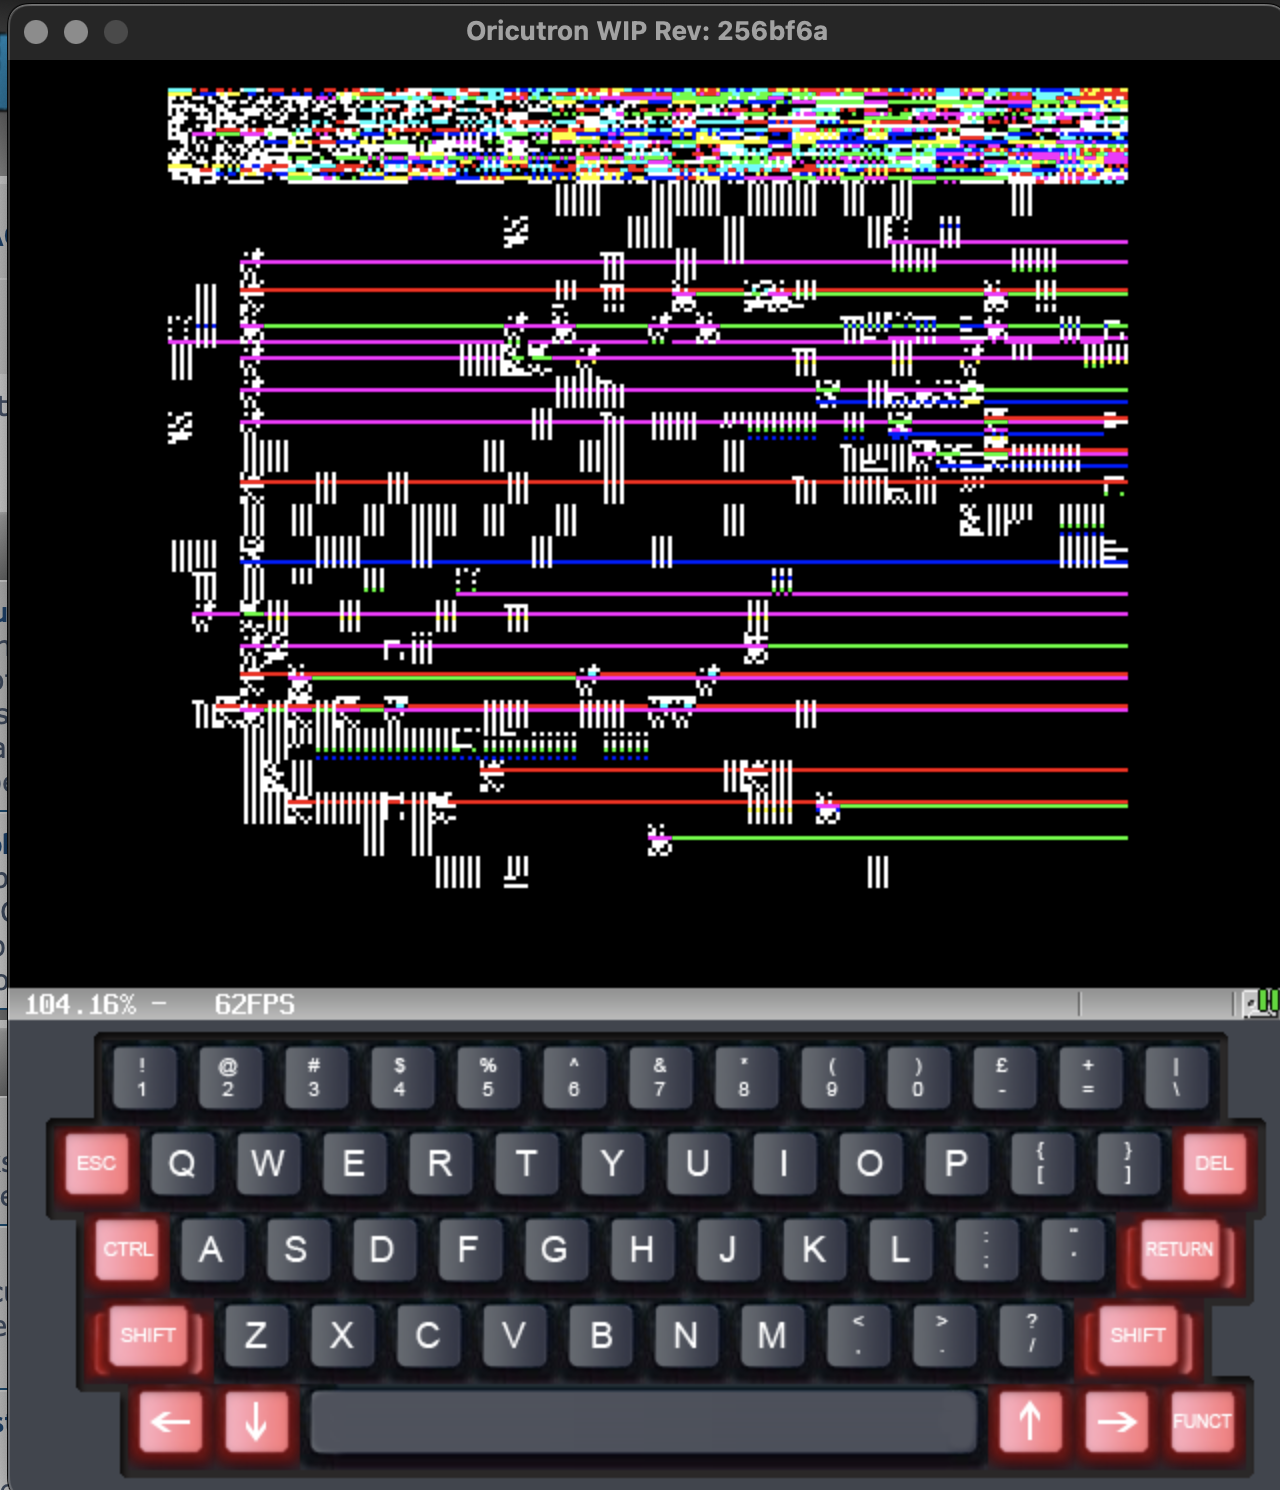 Oricutron WIP Rev: 256bf6a
104.16% - 62FPS
! @ # $ % ^ & * ( ) £ + |
1 2 3 4 5 6 7 8 9 0 - = \
ESC Q W E R T Y U I O P { [ } ] DEL
CTRL A S D F G H J K L : ; " ' RETURN
SHIFT Z X C V B N M < , > . ? / SHIFT
← ↓ ↑ → FUNCT